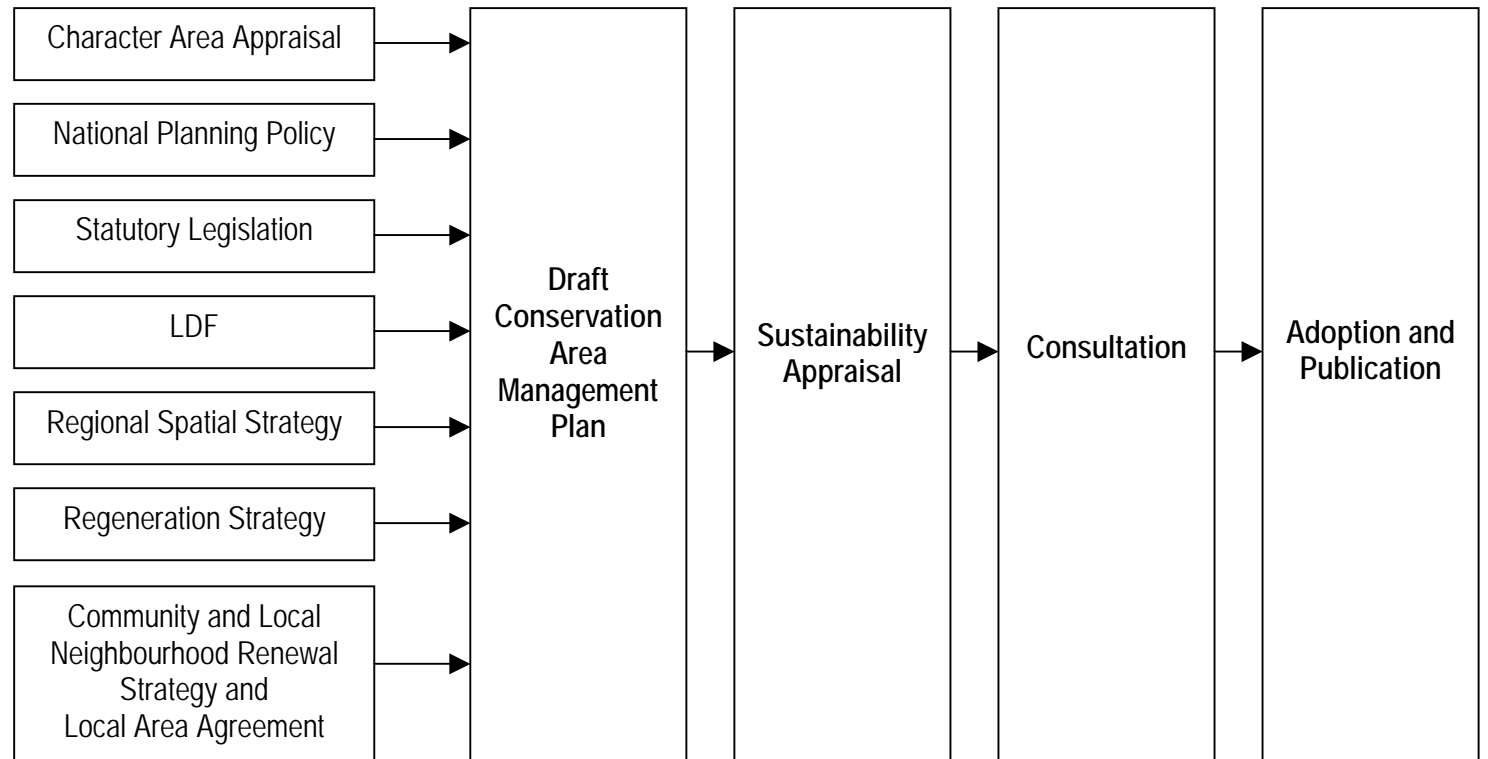 Character Area Appraisal
National Planning Policy
Statutory Legislation
LDF
Regional Spatial Strategy
Regeneration Strategy
Community and Local
Neighbourhood Renewal
Strategy and
Local Area Agreement
Draft
Conservation
Area
Management
Plan
Sustainability
Appraisal
Consultation
Adoption and
Publication